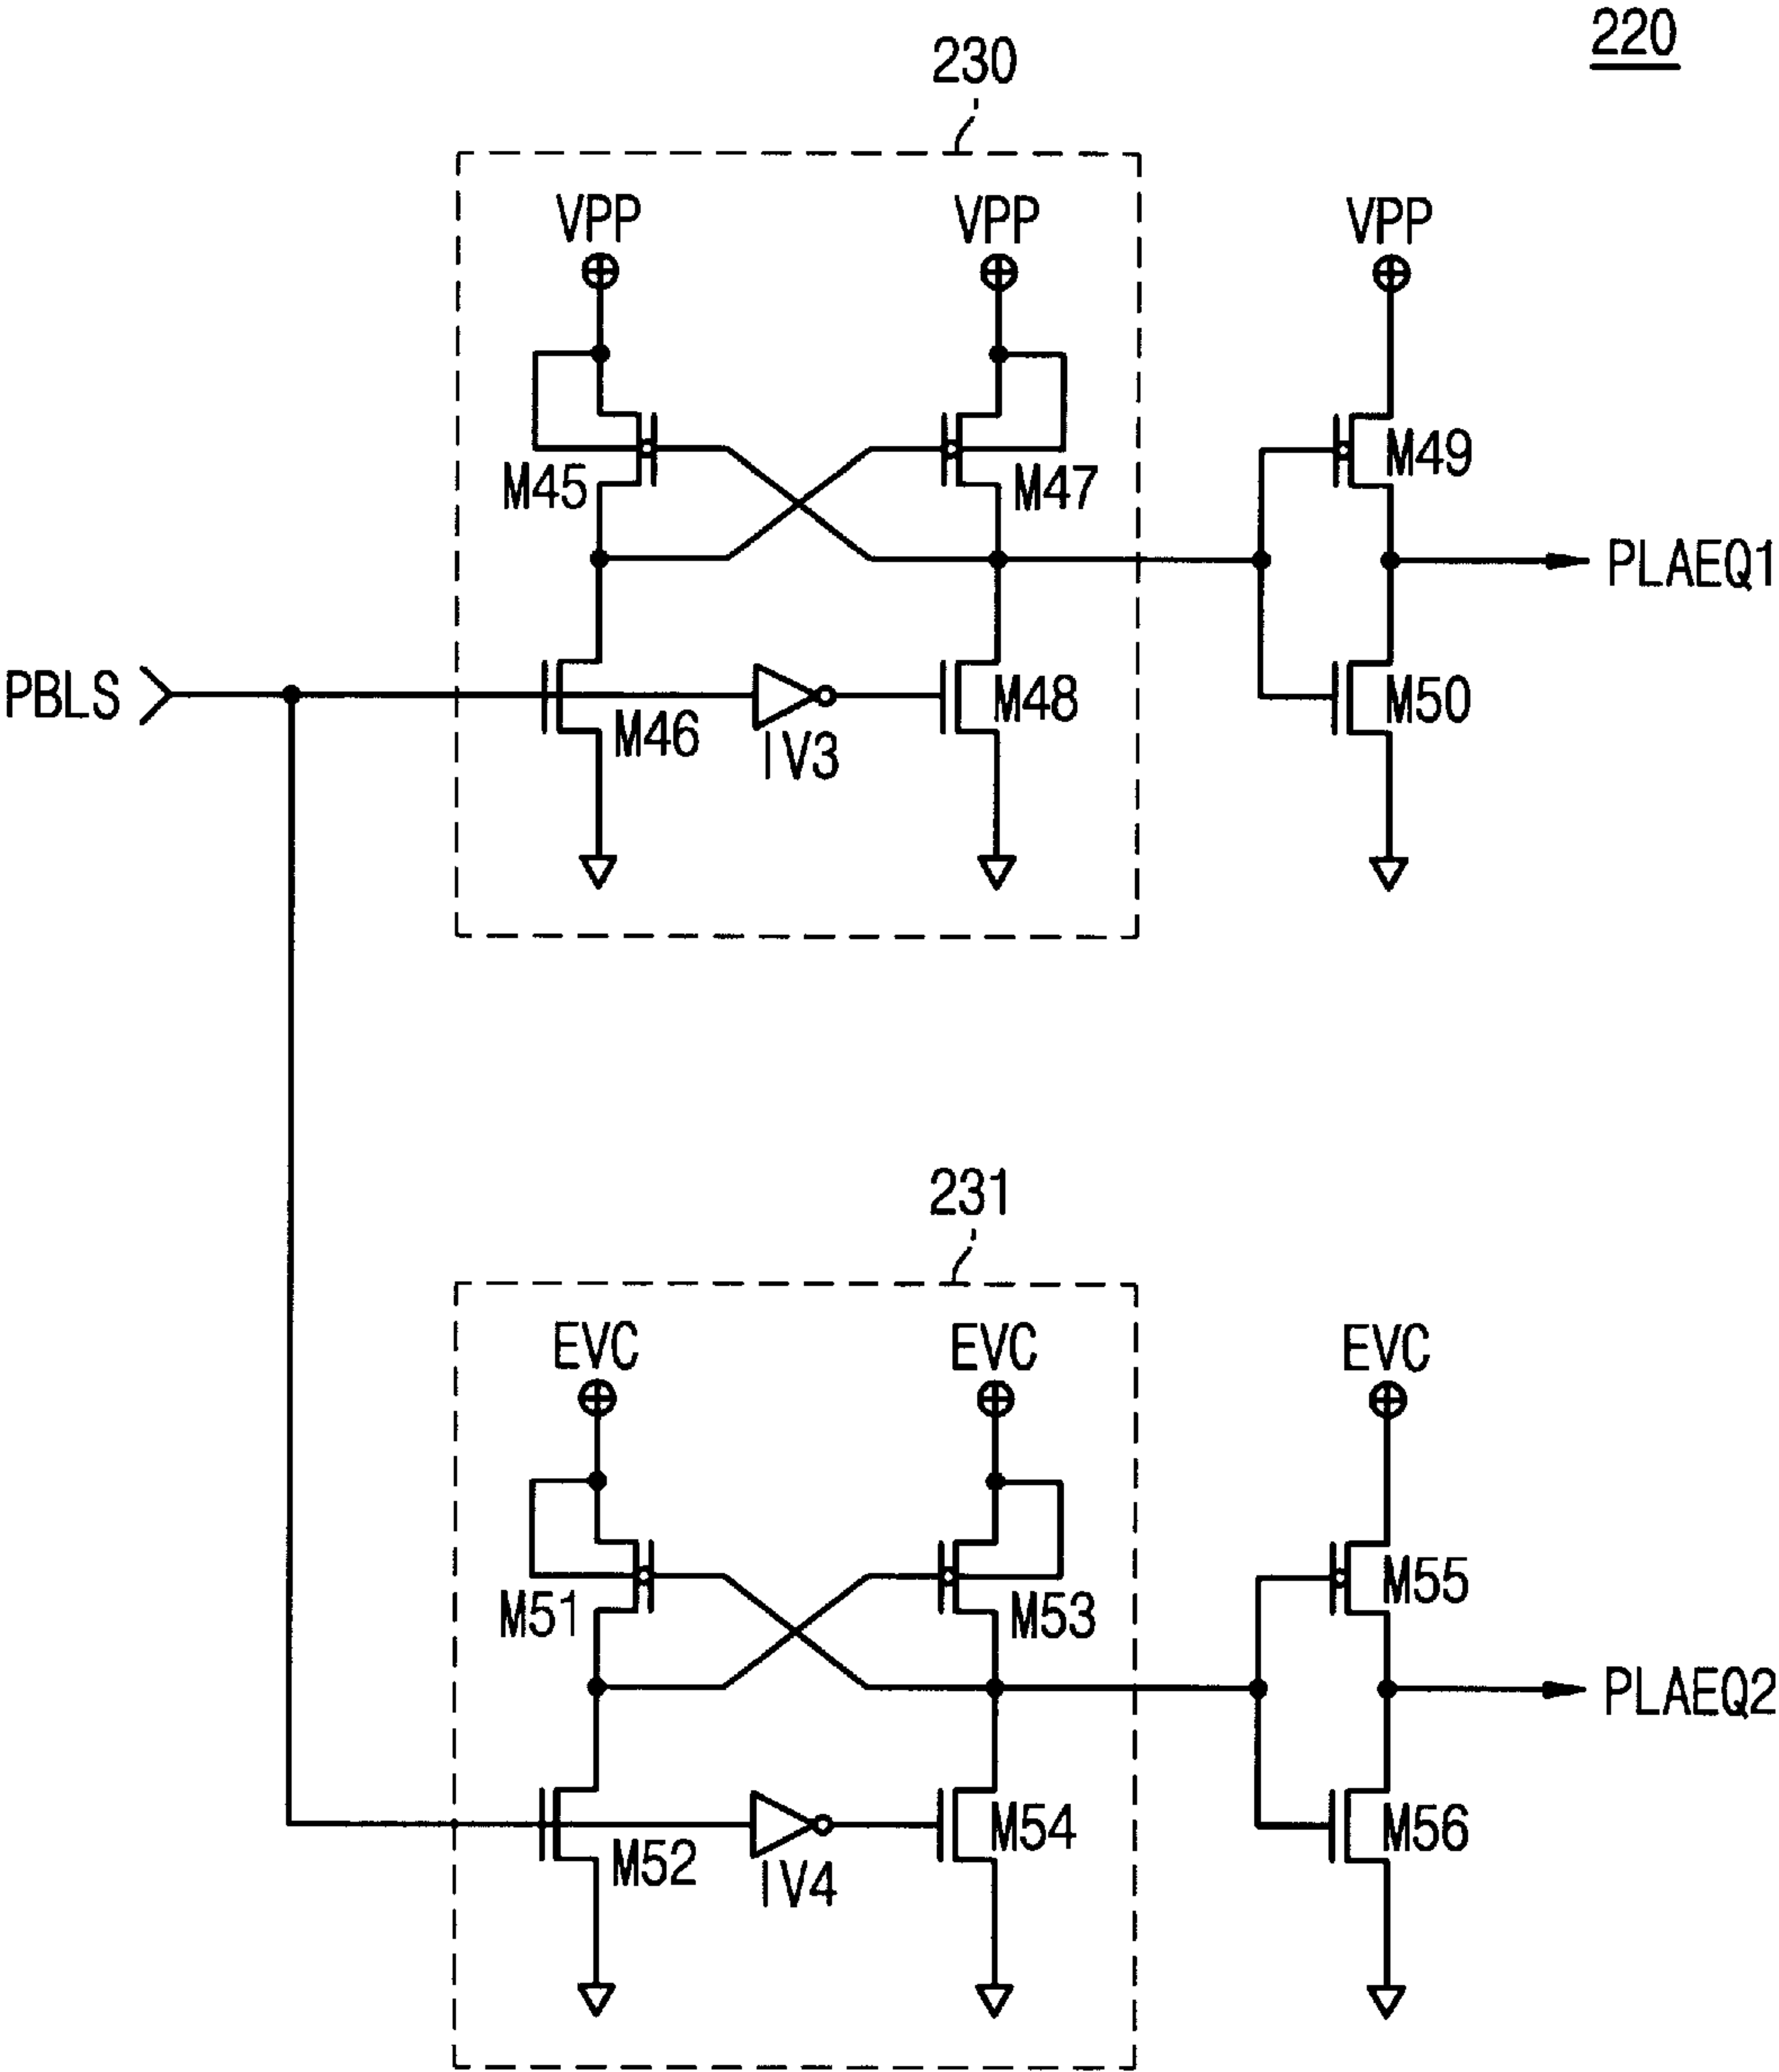 220
230
VPP VPP VPP
M45 M47 M49
PLAEQ1
PBLS M46 IV3 M48 M50
231
EVC EVC EVC
M51 M53 M55
PLAEQ2
M52 IV4 M54 M56